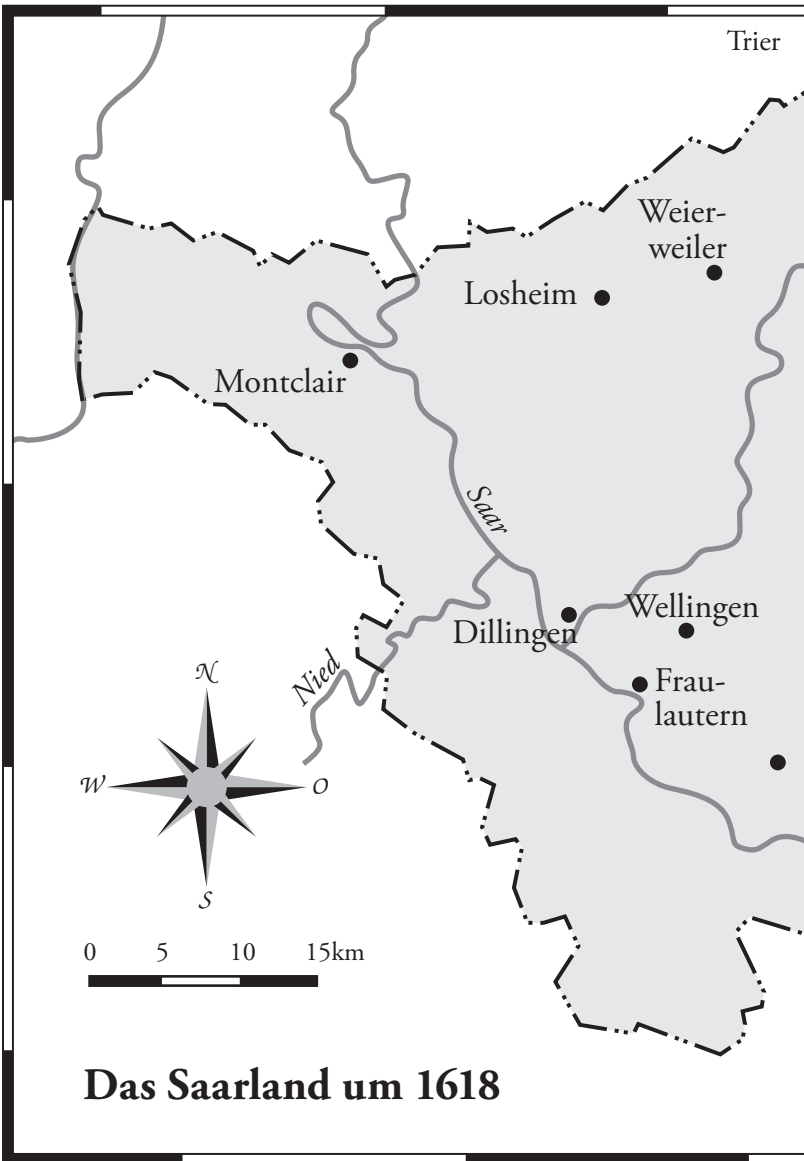 Trier
Weier-
weiler
Losheim
Montclair
Saar
Wellingen
Dillingen
Nied
Frau-
lautern
N
W
O
S
0 5 10 15km
Das Saarland um 1618